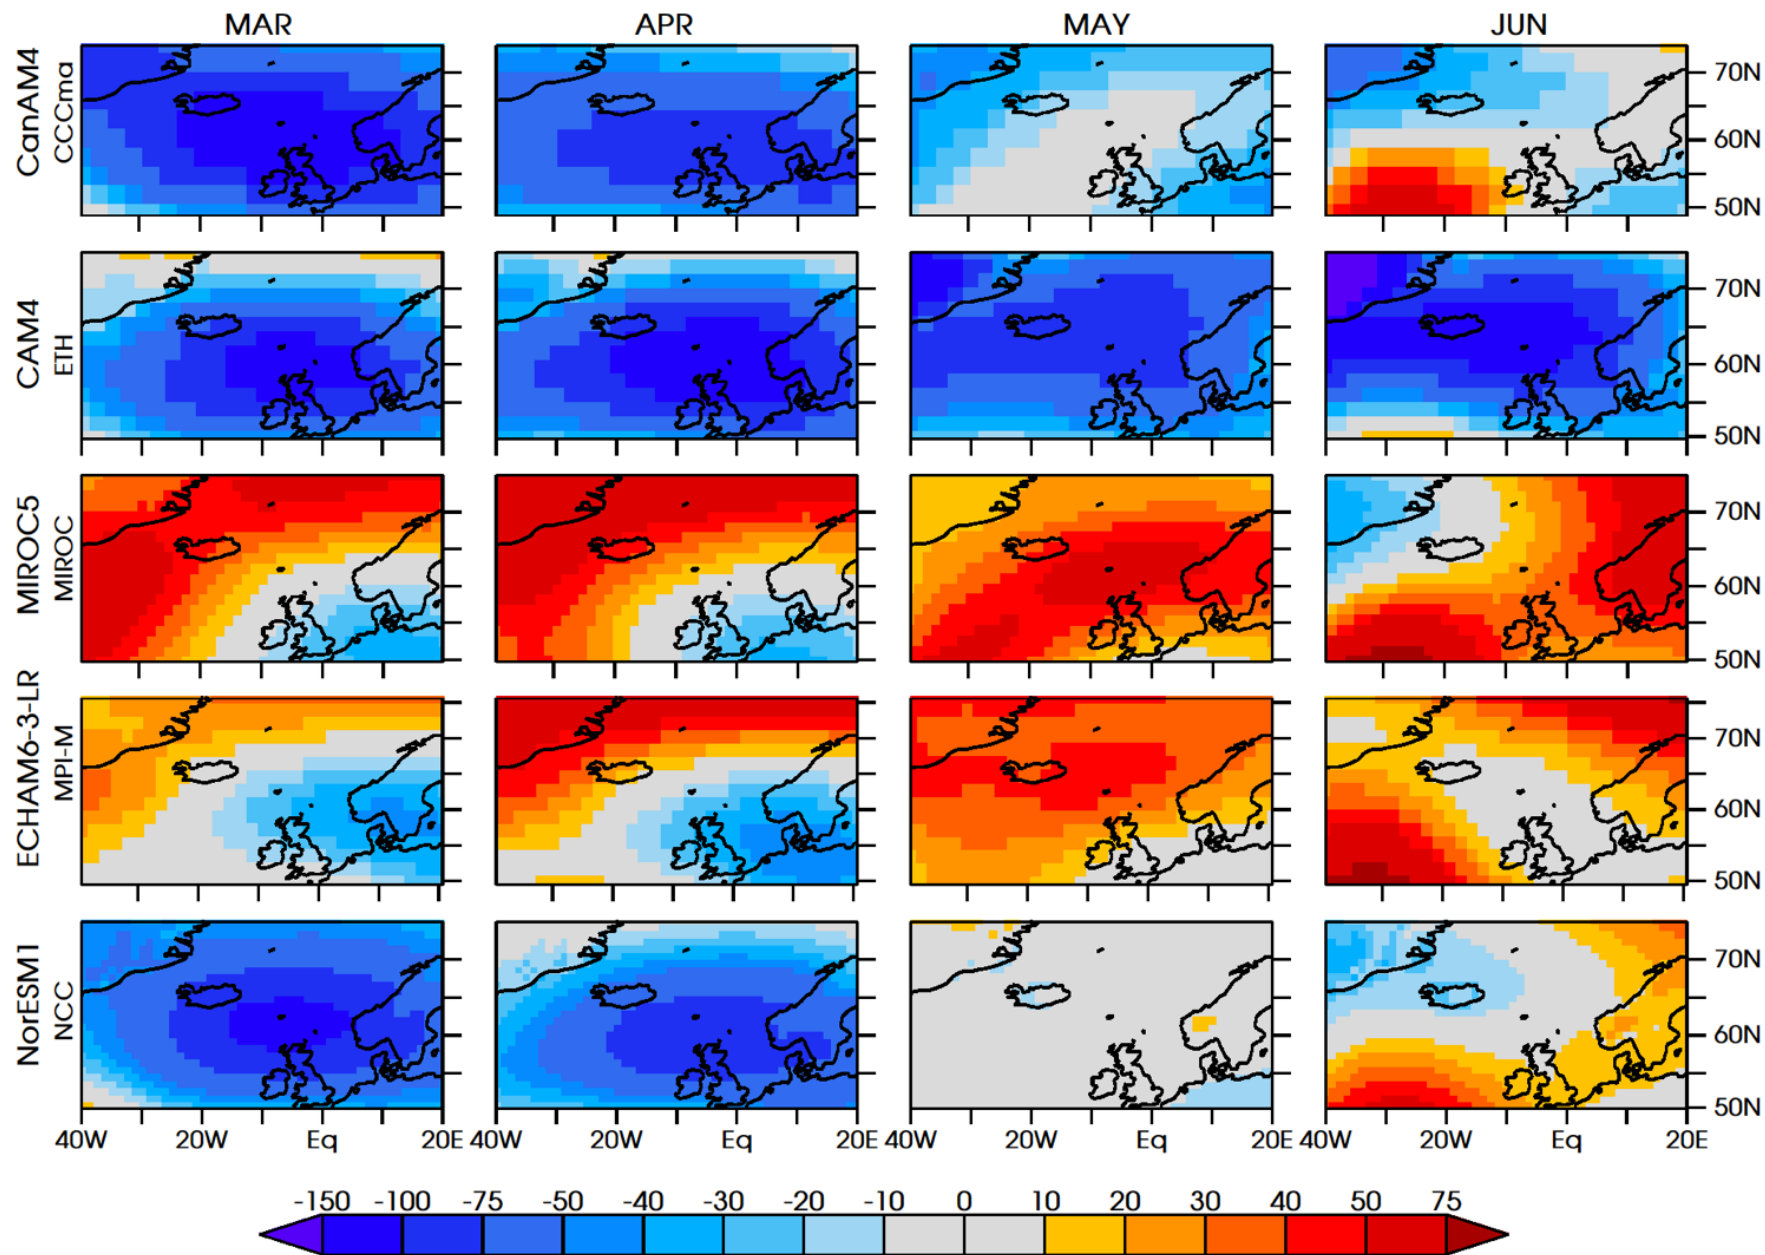 MAR APR MAY JUN
CanAM4
CCCma
70N
60N
50N
CAM4
ETH
70N
60N
50N
MIROC5
MIROC
70N
60N
50N
ECHAM6-3-LR
MPI-M
70N
60N
50N
NorESM1
NCC
70N
60N
50N
40W 20W Eq 20E 40W 20W Eq 20E 40W 20W Eq 20E 40W 20W Eq 20E
-150 -100 -75 -50 -40 -30 -20 -10 0 10 20 30 40 50 75